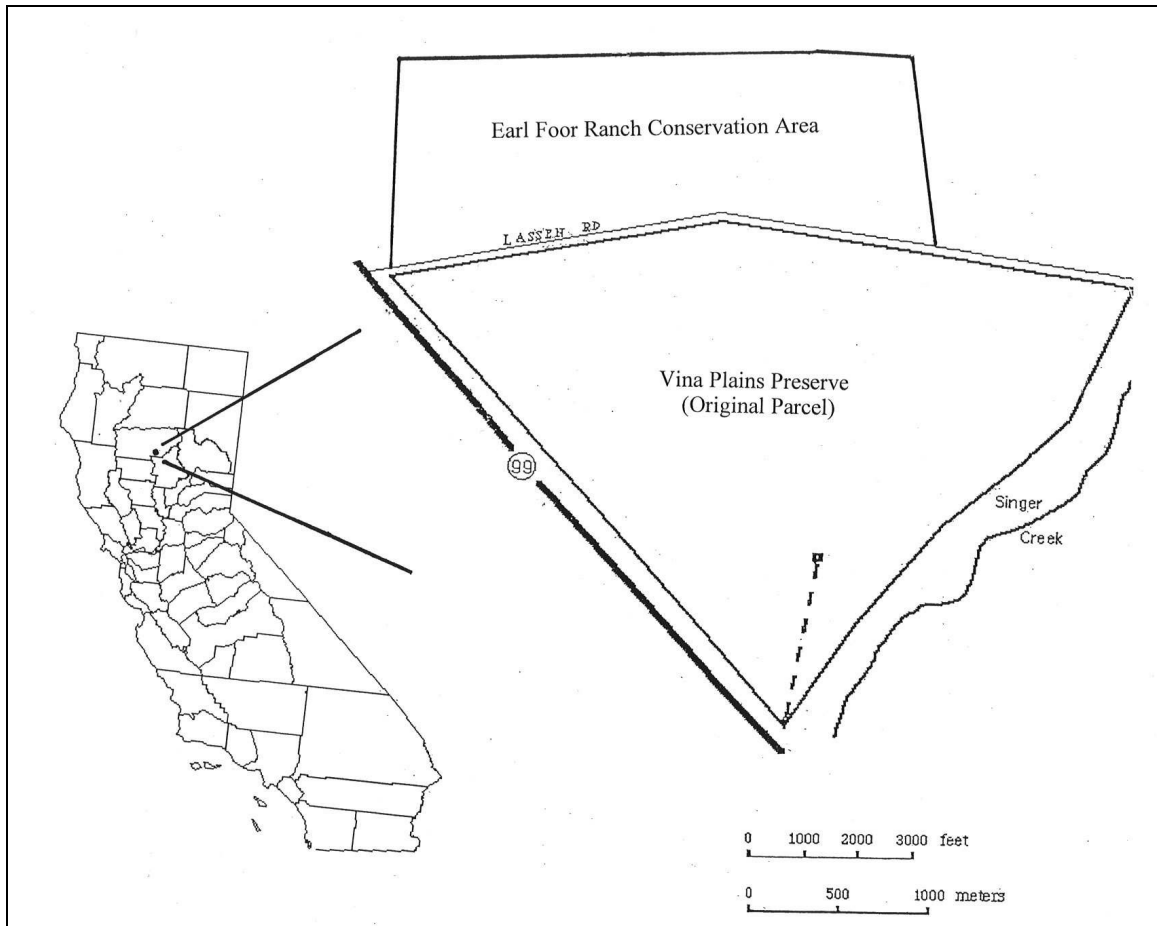 Earl Foor Ranch Conservation Area
LASSEN RD
Vina Plains Preserve
(Original Parcel)
99
Singer
Creek
0 1000 2000 3000 feet
0 500 1000 meters